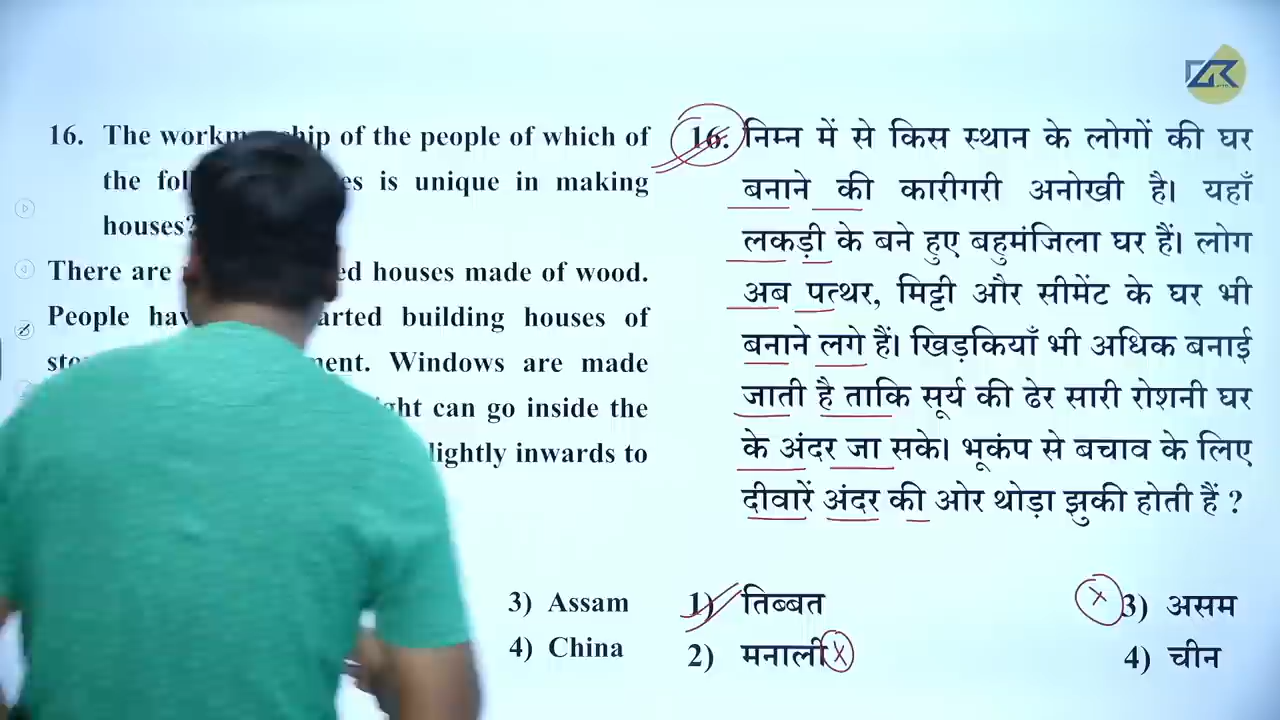 16. The workm ship of the people of which of
the fol es is unique in making
houses?
There are ed houses made of wood.
People hav arted building houses of
sto ent. Windows are made
ght can go inside the
lightly inwards to
3) Assam
4) China
16. निम्न में से किस स्थान के लोगों की घर
बनाने की कारीगरी अनोखी है। यहाँ
लकड़ी के बने हुए बहुमंजिला घर हैं। लोग
अब पत्थर, मिट्टी और सीमेंट के घर भी
बनाने लगे हैं। खिड़कियाँ भी अधिक बनाई
जाती है ताकि सूर्य की ढेर सारी रोशनी घर
के अंदर जा सके। भूकंप से बचाव के लिए
दीवारें अंदर की ओर थोड़ा झुकी होती हैं ?
1) तिब्बत
3) असम
2) मनाली
4) चीन